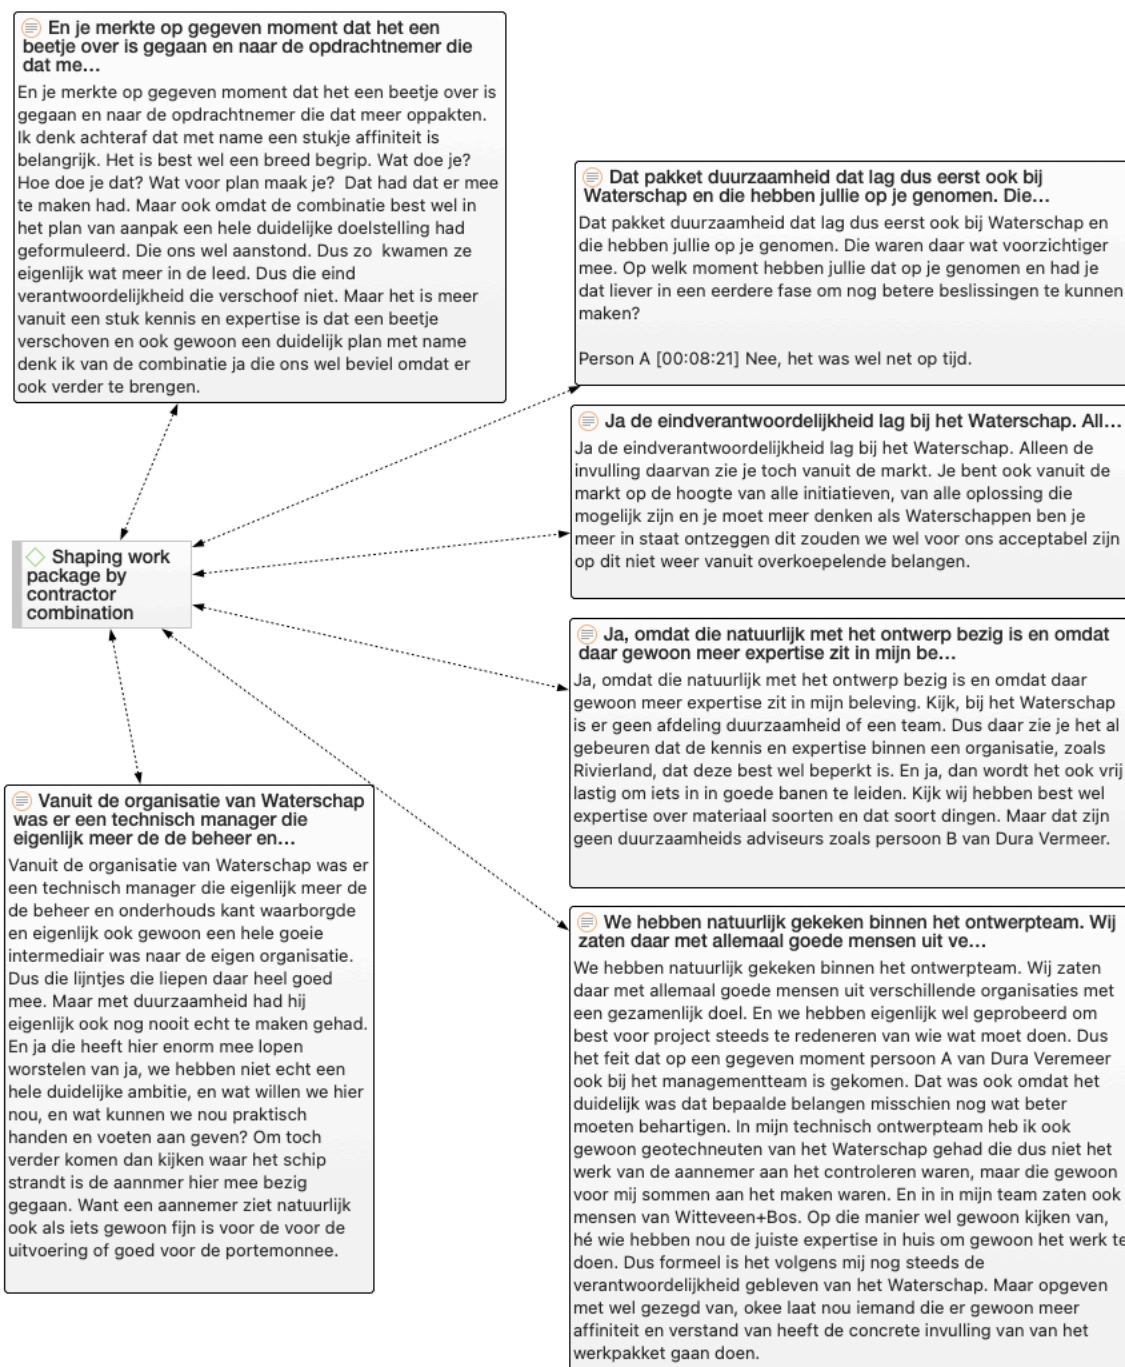 En je merkte op gegeven moment dat het een
beetje over is gegaan en naar de opdrachtnemer die
dat me...
En je merkte op gegeven moment dat het een beetje over is
gegaan en naar de opdrachtnemer die dat meer oppakten.
Ik denk achteraf dat met name een stukje affiniteit is
belangrijk. Het is best wel een breed begrip. Wat doe je?
Hoe doe je dat? Wat voor plan maak je?  Dat had dat er mee
te maken had. Maar ook omdat de combinatie best wel in
het plan van aanpak een hele duidelijke doelstelling had
geformuleerd. Die ons wel aanstond. Dus zo  kwamen ze
eigenlijk wat meer in de leed. Dus die eind
verantwoordelijkheid die verschoof niet. Maar het is meer
vanuit een stuk kennis en expertise is dat een beetje
verschoven en ook gewoon een duidelijk plan met name
denk ik van de combinatie ja die ons wel beviel omdat er
ook verder te brengen.
Dat pakket duurzaamheid dat lag dus eerst ook bij
Waterschap en die hebben jullie op je genomen. Die...
Dat pakket duurzaamheid dat lag dus eerst ook bij Waterschap en
die hebben jullie op je genomen. Die waren daar wat voorzichtiger
mee. Op welk moment hebben jullie dat op je genomen en had je
dat liever in een eerdere fase om nog betere beslissingen te kunnen
maken?
Person A [00:08:21] Nee, het was wel net op tijd.
Ja de eindverantwoordelijkheid lag bij het Waterschap. All...
Ja de eindverantwoordelijkheid lag bij het Waterschap. Alleen de
invulling daarvan zie je toch vanuit de markt. Je bent ook vanuit de
markt op de hoogte van alle initiatieven, van alle oplossing die
mogelijk zijn en je moet meer denken als Waterschappen ben je
meer in staat ontzeggen dit zouden we wel voor ons acceptabel zijn
op dit niet weer vanuit overkoepelende belangen.
Shaping work
package by
contractor
combination
Ja, omdat die natuurlijk met het ontwerp bezig is en omdat
daar gewoon meer expertise zit in mijn be...
Ja, omdat die natuurlijk met het ontwerp bezig is en omdat daar
gewoon meer expertise zit in mijn beleving. Kijk, bij het Waterschap
is er geen afdeling duurzaamheid of een team. Dus daar zie je het al
gebeuren dat de kennis en expertise binnen een organisatie, zoals
Rivierland, dat deze best wel beperkt is. En ja, dan wordt het ook vrij
lastig om iets in in goede banen te leiden. Kijk wij hebben best wel
expertise over materiaal soorten en dat soort dingen. Maar dat zijn
geen duurzaamheids adviseurs zoals persoon B van Dura Vermeer.
Vanuit de organisatie van Waterschap
was er een technisch manager die
eigenlijk meer de de beheer en...
Vanuit de organisatie van Waterschap was er
een technisch manager die eigenlijk meer de
de beheer en onderhouds kant waarborgde
en eigenlijk ook gewoon een hele goeie
intermediair was naar de eigen organisatie.
Dus die lijntjes die liepen daar heel goed
mee. Maar met duurzaamheid had hij
eigenlijk ook nog nooit echt te maken gehad.
En ja die heeft hier enorm mee lopen
worstelen van ja, we hebben niet echt een
hele duidelijke ambitie, en wat willen we hier
nou, en wat kunnen we nou praktisch
handen en voeten aan geven? Om toch
verder komen dan kijken waar het schip
strandt is de aannmer hier mee bezig
gegaan. Want een aannemer ziet natuurlijk
ook als iets gewoon fijn is voor de voor de
uitvoering of goed voor de portemonnee.
We hebben natuurlijk gekeken binnen het ontwerpteam. Wij
zaten daar met allemaal goede mensen uit ve...
We hebben natuurlijk gekeken binnen het ontwerpteam. Wij zaten
daar met allemaal goede mensen uit verschillende organisaties met
een gezamenlijk doel. En we hebben eigenlijk wel geprobeerd om
best voor project steeds te redeneren van wie wat moet doen. Dus
het feit dat op een gegeven moment persoon A van Dura Veremeer
ook bij het managementteam is gekomen. Dat was ook omdat het
duidelijk was dat bepaalde belangen misschien nog wat beter
moeten behartigen. In mijn technisch ontwerpteam heb ik ook
gewoon geotechneuten van het Waterschap gehad die dus niet het
werk van de aannemer aan het controleren waren, maar die gewoon
voor mij sommen aan het maken waren. En in in mijn team zaten ook
mensen van Witteveen+Bos. Op die manier wel gewoon kijken van,
hé wie hebben nou de juiste expertise in huis om gewoon het werk te
doen. Dus formeel is het volgens mij nog steeds de
verantwoordelijkheid gebleven van het Waterschap. Maar opgeven
met wel gezegd van, okee laat nou iemand die er gewoon meer
affiniteit en verstand van heeft de concrete invulling van van het
werkpakket gaan doen.